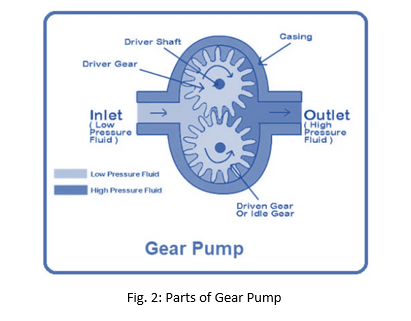 Driver Shaft
Casing
Driver Gear
Inlet
( Low
Pressure
Fluid )
Outlet
( High
Pressure
Fluid )
Low Pressure Fluid
High Pressure Fluid
Driven Gear
Or Idle Gear
Gear Pump
Fig. 2: Parts of Gear Pump